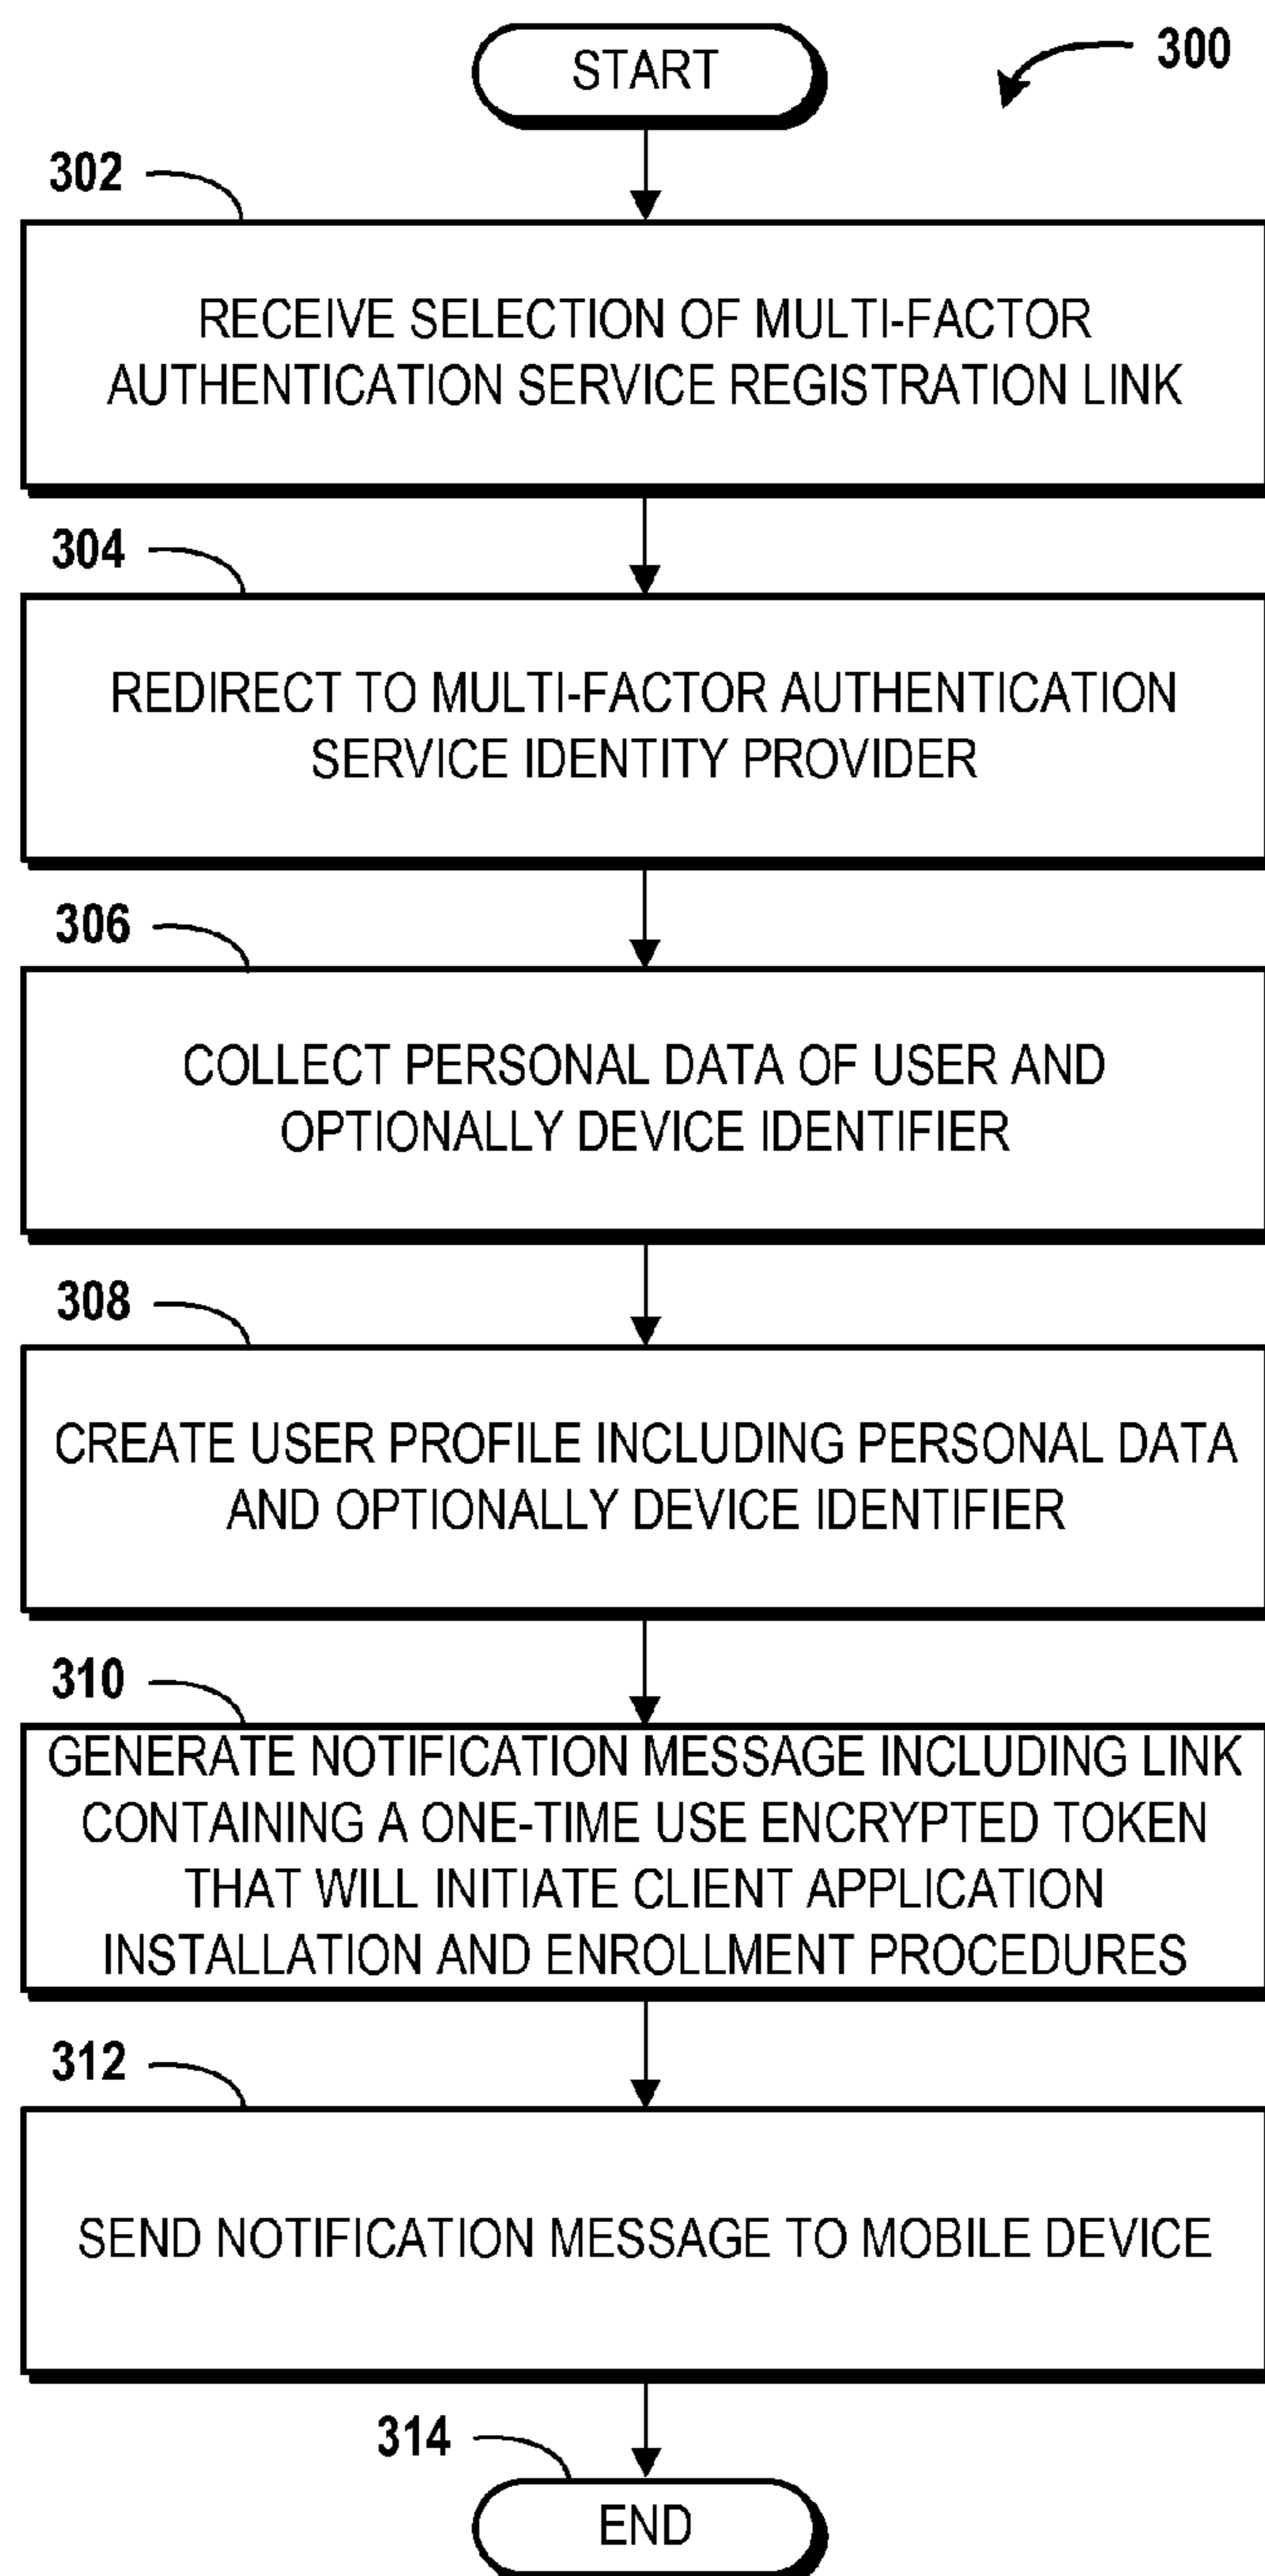 START
300
302
RECEIVE SELECTION OF MULTI-FACTOR
AUTHENTICATION SERVICE REGISTRATION LINK
304
REDIRECT TO MULTI-FACTOR AUTHENTICATION
SERVICE IDENTITY PROVIDER
306
COLLECT PERSONAL DATA OF USER AND
OPTIONALLY DEVICE IDENTIFIER
308
CREATE USER PROFILE INCLUDING PERSONAL DATA
AND OPTIONALLY DEVICE IDENTIFIER
310
GENERATE NOTIFICATION MESSAGE INCLUDING LINK
CONTAINING A ONE-TIME USE ENCRYPTED TOKEN
THAT WILL INITIATE CLIENT APPLICATION
INSTALLATION AND ENROLLMENT PROCEDURES
312
SEND NOTIFICATION MESSAGE TO MOBILE DEVICE
314
END